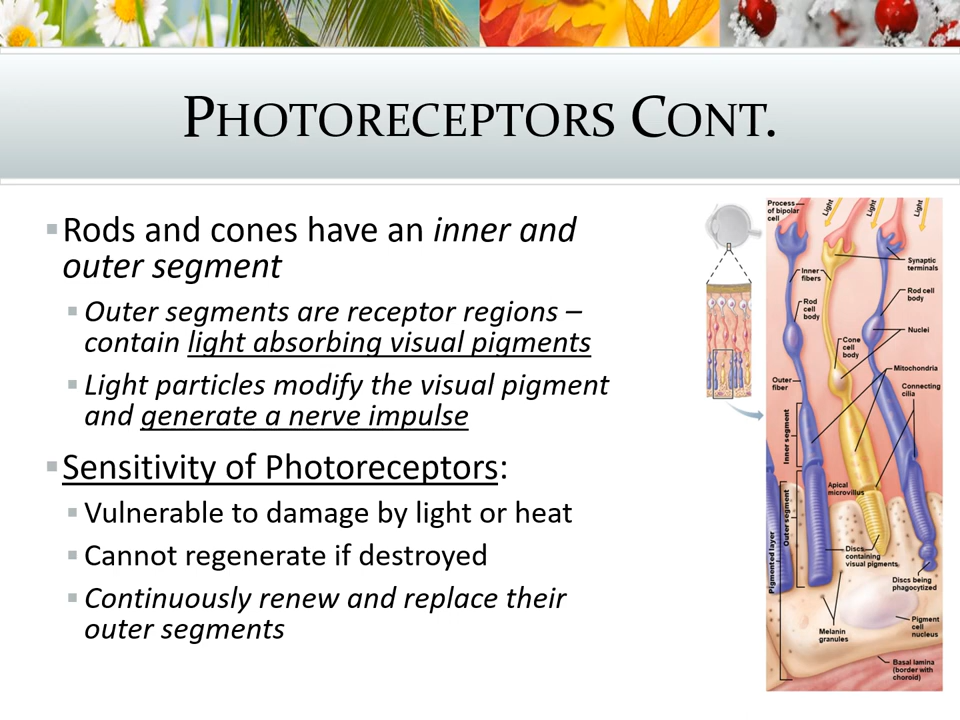 PHOTORECEPTORS CONT.
▪Rods and cones have an inner and
outer segment
▪ Outer segments are receptor regions –
contain light absorbing visual pigments
▪ Light particles modify the visual pigment
and generate a nerve impulse
▪Sensitivity of Photoreceptors:
▪ Vulnerable to damage by light or heat
▪ Cannot regenerate if destroyed
▪ Continuously renew and replace their
outer segments
Process
of bipolar
cell
Light
Light
Light
Synaptic
terminals
Inner
fibers
Rod
cell
body
Rod cell
body
Nuclei
Cone
cell
body
Mitochondria
Outer
fiber
Connecting
cilia
Inner segment
Apical
microvillus
Outer segment
Pigmented layer
Discs
containing
visual pigments
Discs being
phagocytized
Melanin
granules
Pigment
cell
nucleus
Basal lamina
(border with
choroid)